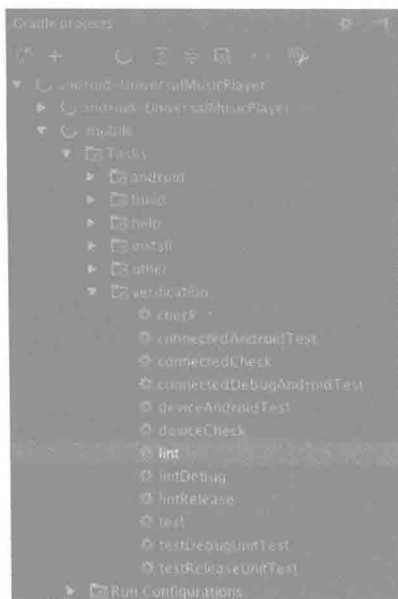 Gradle projects
android-UniversalMusicPlayer
android-UniversalMusicPlayer
mobile
Tasks
android
build
help
install
other
verification
check
connectedAndroidTest
connectedCheck
connectedDebugAndroidTest
deviceAndroidTest
deviceCheck
lint
lintDebug
lintRelease
test
testDebugUnitTest
testReleaseUnitTest
Run Configurations